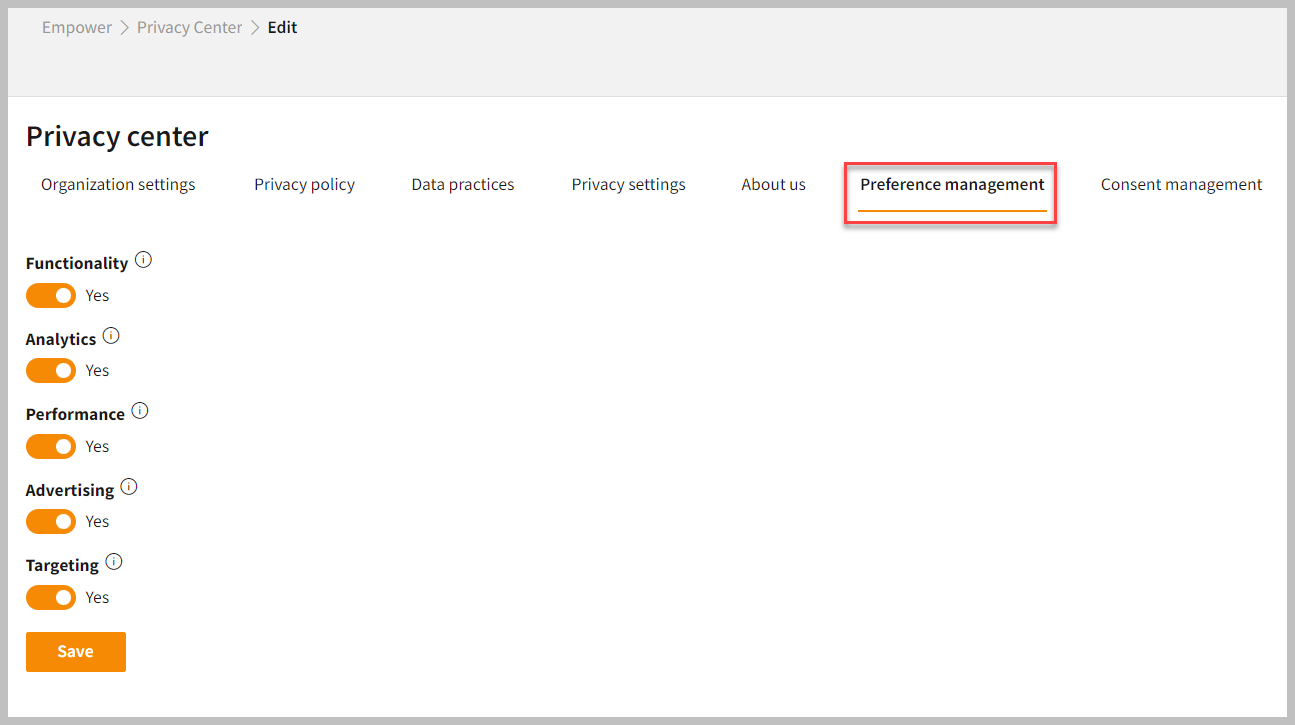 Empower > Privacy Center > Edit
Privacy center
Organization settings Privacy policy Data practices Privacy settings About us Preference management Consent management
Functionality
Yes
Analytics
Yes
Performance
Yes
Advertising
Yes
Targeting
Yes
Save